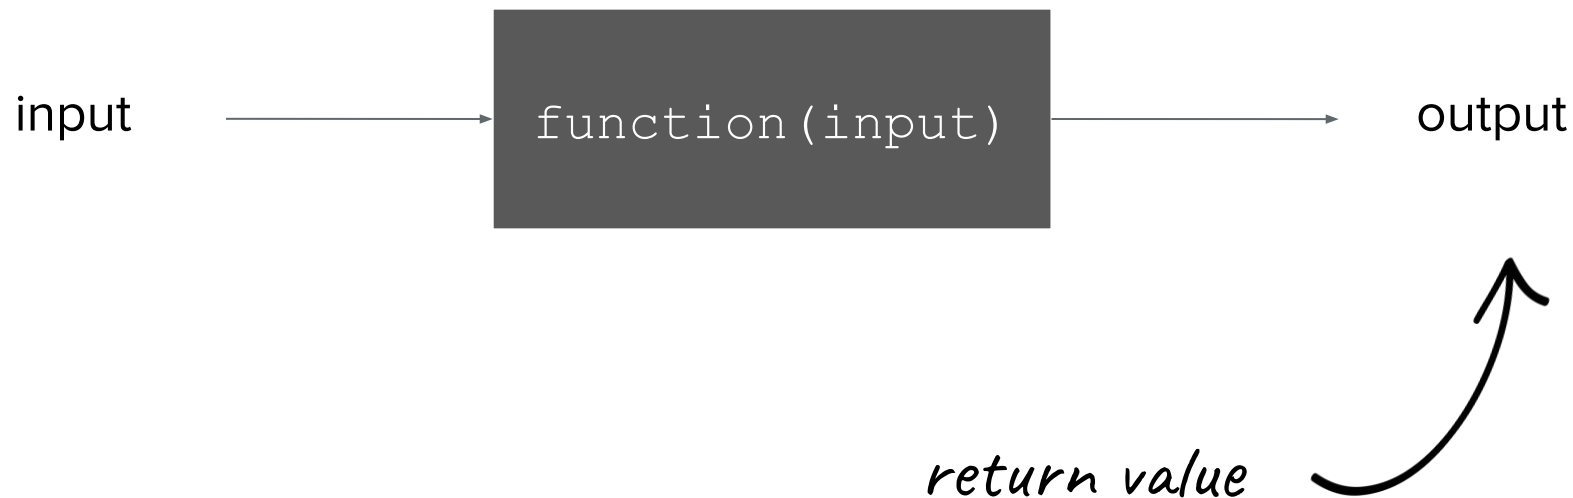 input
function(input)
output
return value